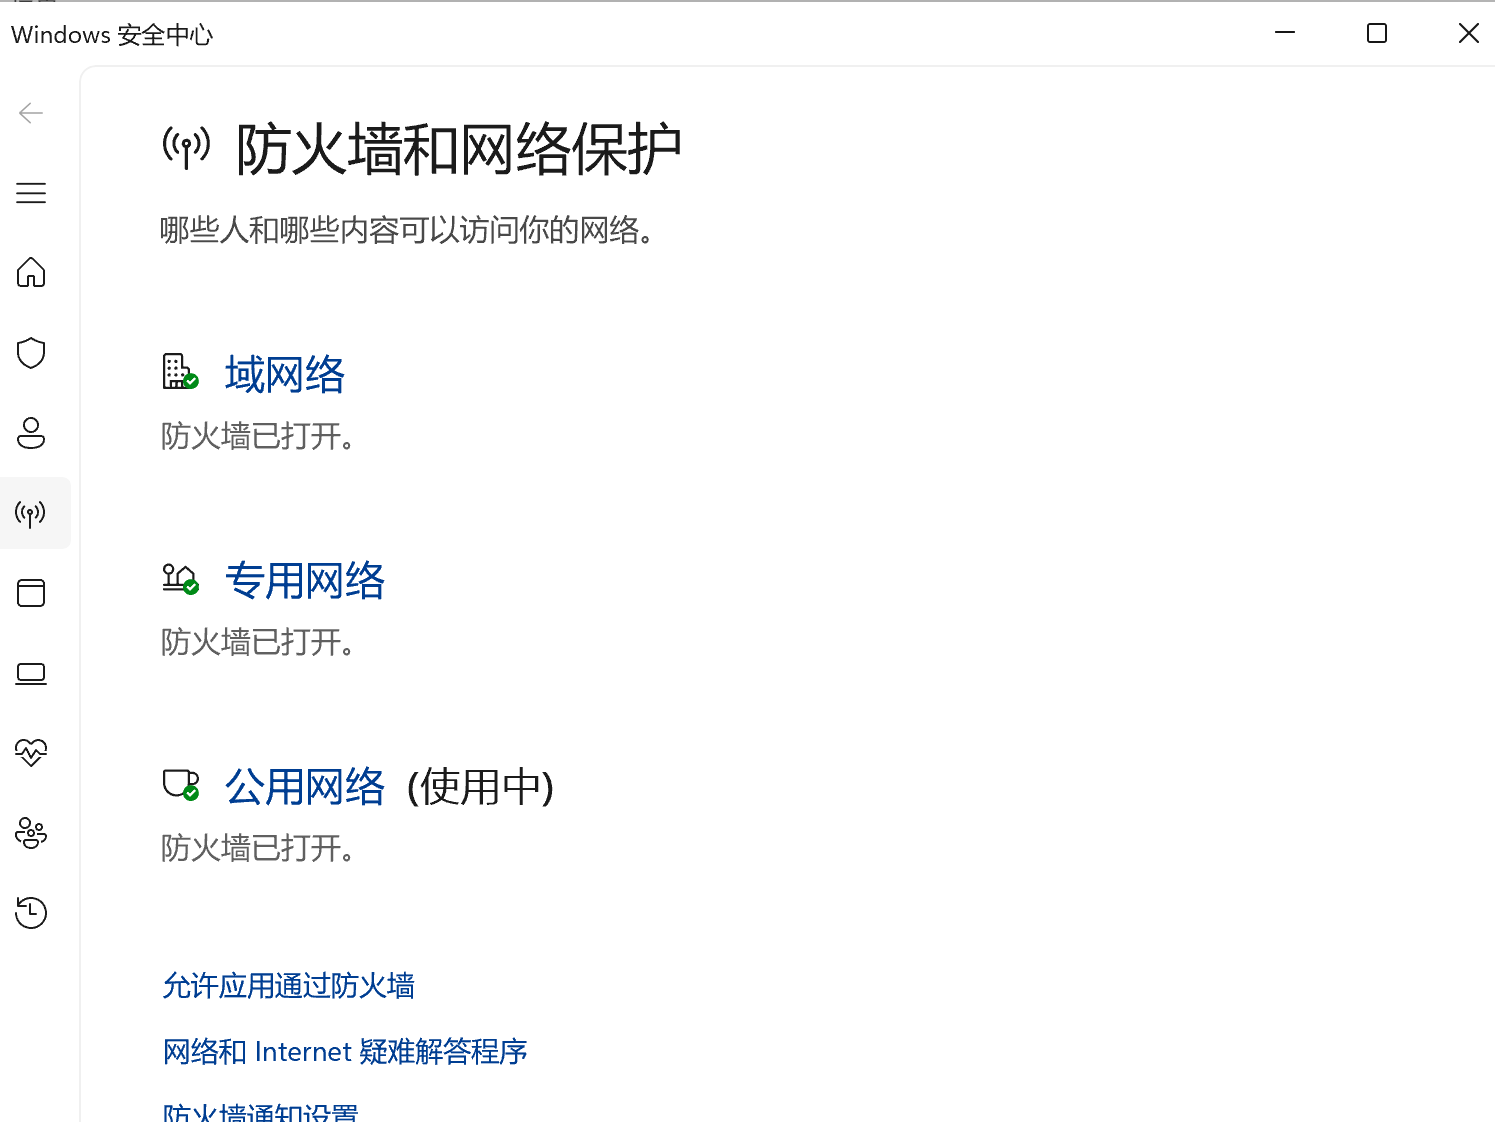 Windows 安全中心
防火墙和网络保护
哪些人和哪些内容可以访问你的网络。
域网络
防火墙已打开。
专用网络
防火墙已打开。
公用网络 (使用中)
防火墙已打开。
允许应用通过防火墙
网络和 Internet 疑难解答程序
防火墙通知设置